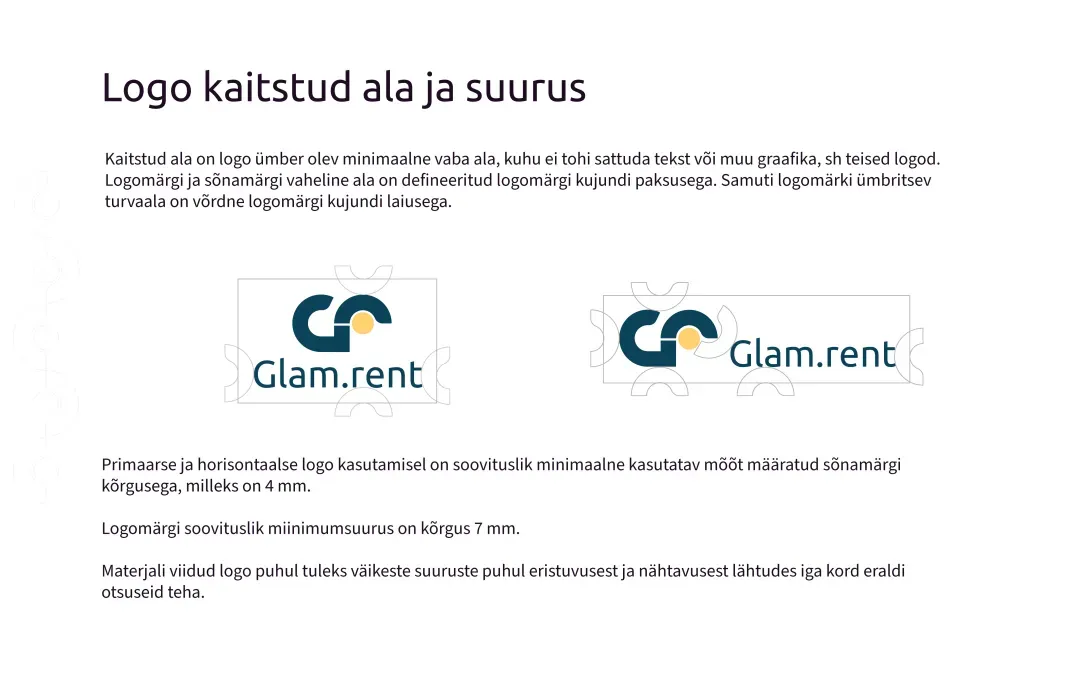 Logo kaitstud ala ja suurus
Kaitstud ala on logo ümber olev minimaalne vaba ala, kuhu ei tohi sattuda tekst või muu graafika, sh teised logod.
Logomärgi ja sõnamärgi vaheline ala on defineeritud logomärgi kujundi paksusega. Samuti logomärki ümbritsev
turvaala on võrdne logomärgi kujundi laiusega.
Glam.rent
Glam.rent
Primaarse ja horisontaalse logo kasutamisel on soovituslik minimaalne kasutatav mõõt määratud sõnamärgi
kõrgusega, milleks on 4 mm.
Logomärgi soovituslik miinimumsuurus on kõrgus 7 mm.
Materjali viidud logo puhul tuleks väikeste suuruste puhul eristuvusest ja nähtavusest lähtudes iga kord eraldi
otsuseid teha.